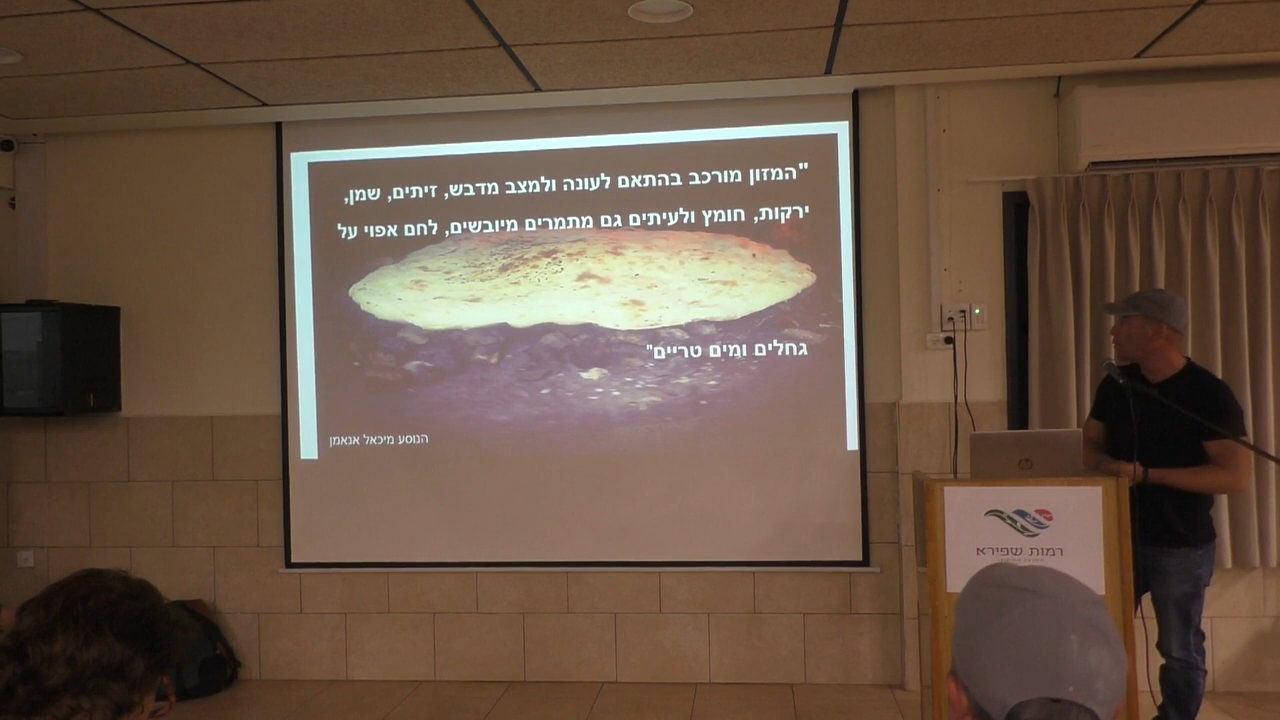 "המזון מורכב בהתאם לעונה ולמצב מדבש, זיתים, שמן,
ירקות, חומץ ולעיתים גם מתמרים מיובשים, לחם אפוי על
גחלים ומים טריים"
הנוסע מיכאל אנאמן
רמות שפירא
hp